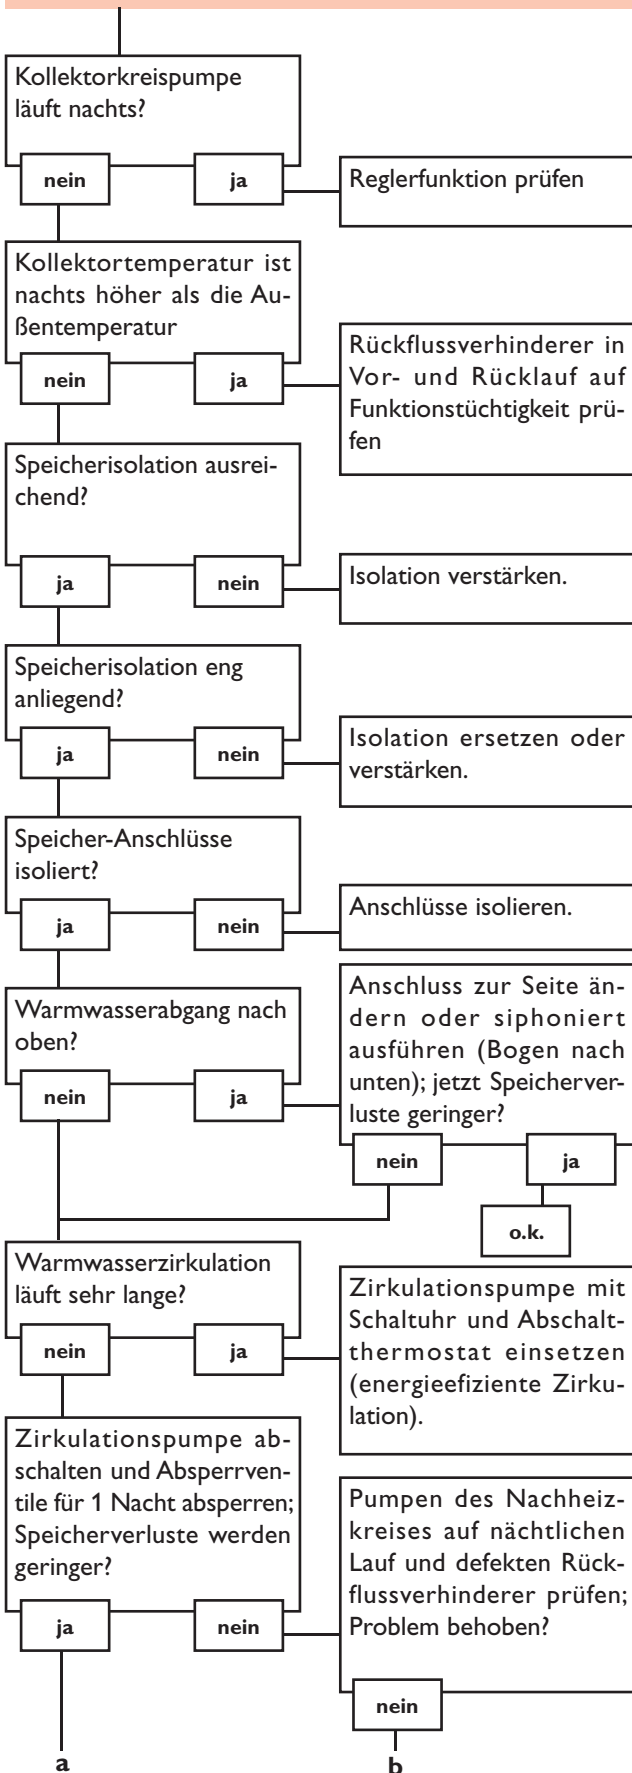 Kollektorkreispumpe
läuft nachts?
nein
ja
Reglerfunktion prüfen
Kollektortemperatur ist
nachts höher als die Au-
ßentemperatur
nein
ja
Rückflussverhinderer in
Vor- und Rücklauf auf
Funktionstüchtigkeit prü-
fen
Speicherisolation ausrei-
chend?
ja
nein
Isolation verstärken.
Speicherisolation eng
anliegend?
ja
nein
Isolation ersetzen oder
verstärken.
Speicher-Anschlüsse
isoliert?
ja
nein
Anschlüsse isolieren.
Warmwasserabgang nach
oben?
nein
ja
Anschluss zur Seite än-
dern oder siphoniert
ausführen (Bogen nach
unten); jetzt Speicherver-
luste geringer?
nein
ja
o.k.
Warmwasserzirkulation
läuft sehr lange?
nein
ja
Zirkulationspumpe mit
Schaltuhr und Abschalt-
thermostat einsetzen
(energieefiziente Zirku-
lation).
Zirkulationspumpe ab-
schalten und Absperrven-
tile für 1 Nacht absperren;
Speicherverluste werden
geringer?
ja
nein
Pumpen des Nachheiz-
kreises auf nächtlichen
Lauf und defekten Rück-
flussverhinderer prüfen;
Problem behoben?
nein
a
b